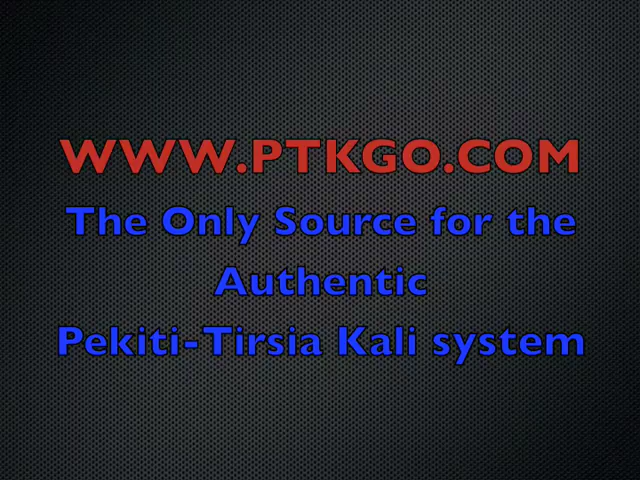 WWW.PTKGO.COM
The Only Source for the
Authentic
Pekiti-Tirsia Kali system